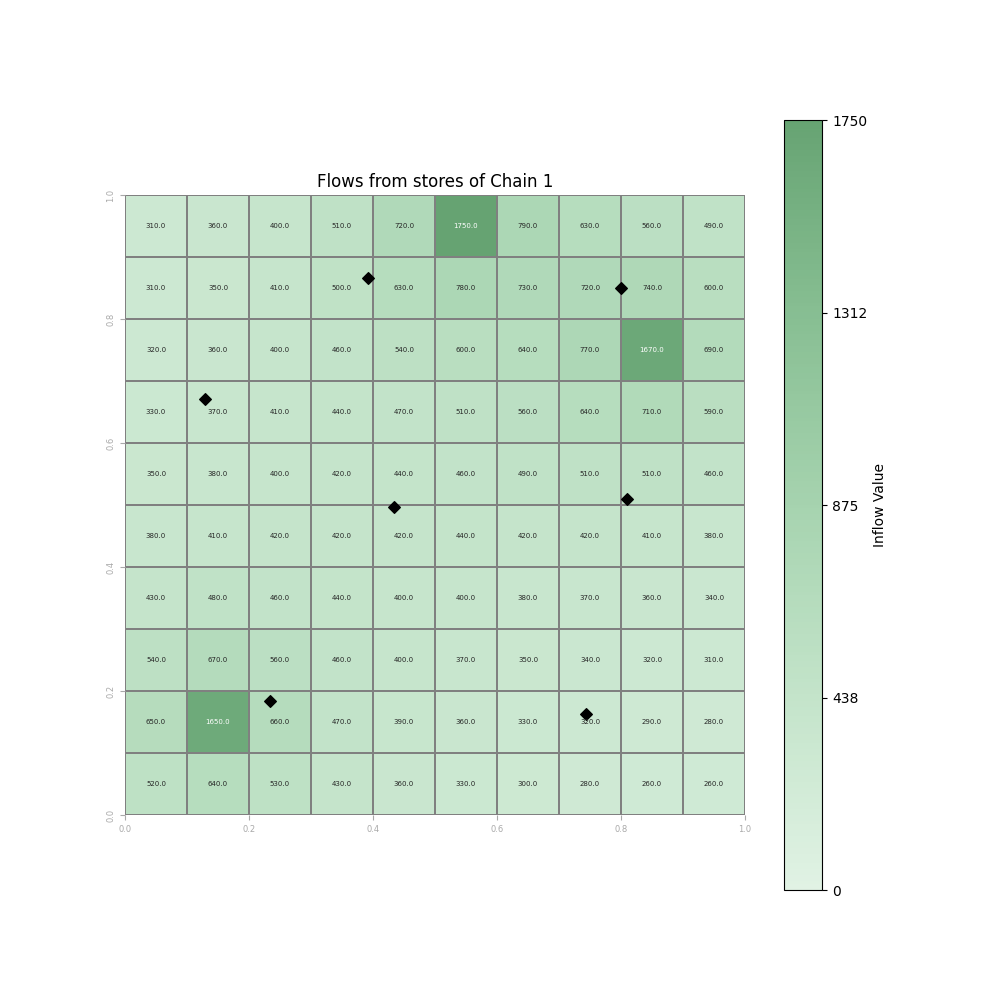 Flows from stores of Chain 1
1.0
310.0 360.0 400.0 510.0 720.0 1750.0 790.0 630.0 560.0 490.0
310.0 350.0 410.0 500.0 630.0 780.0 730.0 720.0 740.0 600.0
0.8
320.0 360.0 400.0 460.0 540.0 600.0 640.0 770.0 1670.0 690.0
330.0 370.0 410.0 440.0 470.0 510.0 560.0 640.0 710.0 590.0
0.6
350.0 380.0 400.0 420.0 440.0 460.0 490.0 510.0 510.0 460.0
380.0 410.0 420.0 420.0 420.0 440.0 420.0 420.0 410.0 380.0
0.4
430.0 480.0 460.0 440.0 400.0 400.0 380.0 370.0 360.0 340.0
540.0 670.0 560.0 460.0 400.0 370.0 350.0 340.0 320.0 310.0
0.2
650.0 1650.0 660.0 470.0 390.0 360.0 330.0 320.0 290.0 280.0
520.0 640.0 530.0 430.0 360.0 330.0 300.0 280.0 260.0 260.0
0.0
0.0 0.2 0.4 0.6 0.8 1.0
1750
1312
875
438
0
Inflow Value